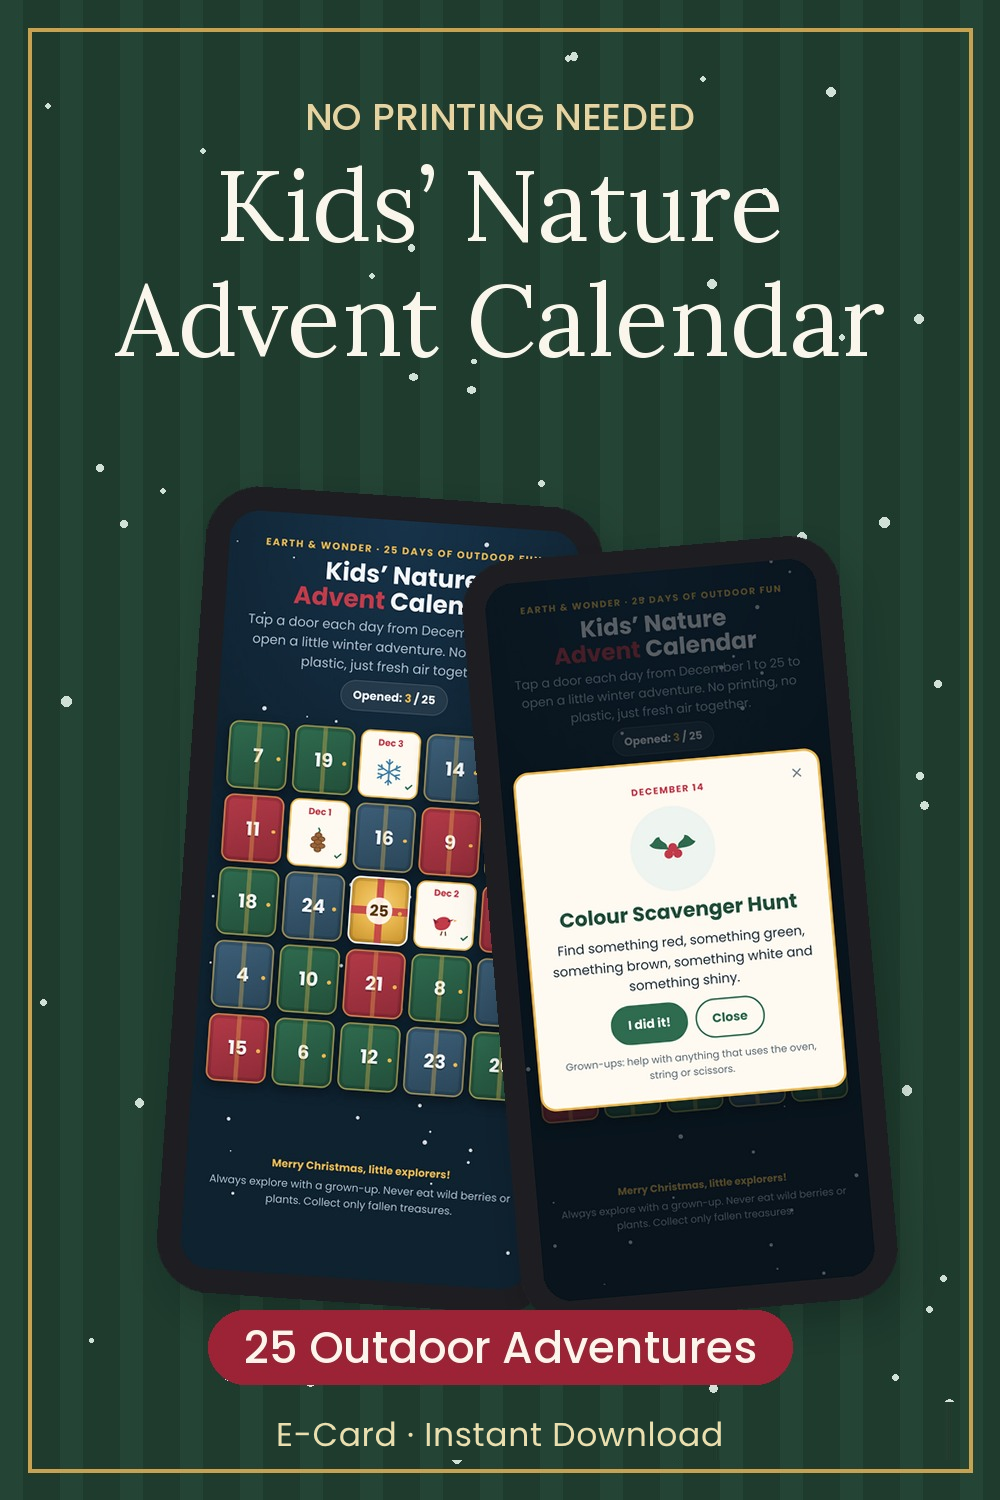 NO PRINTING NEEDED
Kids’ Nature
Advent Calendar
EARTH & WONDER · 25 DAYS OF OUTDOOR FUN
Kids’ Nature
Advent Calen
Tap a door each day from Decem
open a little winter adventure. No
plastic, just fresh air toget
Opened: 3 / 25
7
19
Dec 3
14
11
Dec 1
16
9
18
24
25
Dec 2
4
10
21
8
15
6
12
23
Merry Christmas, little explorers!
Always explore with a grown-up. Never eat wild berries or
plants. Collect only fallen treasures.
EARTH & WONDER · 29 DAYS OF OUTDOOR FUN
Kids’ Nature
Advent Calendar
Tap a door each day from December 1 to 25 to
open a little winter adventure. No printing, no
plastic, just fresh air together.
Opened: 3 / 25
DECEMBER 14
×
Colour Scavenger Hunt
Find something red, something green,
something brown, something white and
something shiny.
I did it!
Close
Grown-ups: help with anything that uses the oven,
string or scissors.
Merry Christmas, little explorers!
Always explore with a grown-up. Never eat wild berries or
plants. Collect only fallen treasures.
25 Outdoor Adventures
E-Card · Instant Download